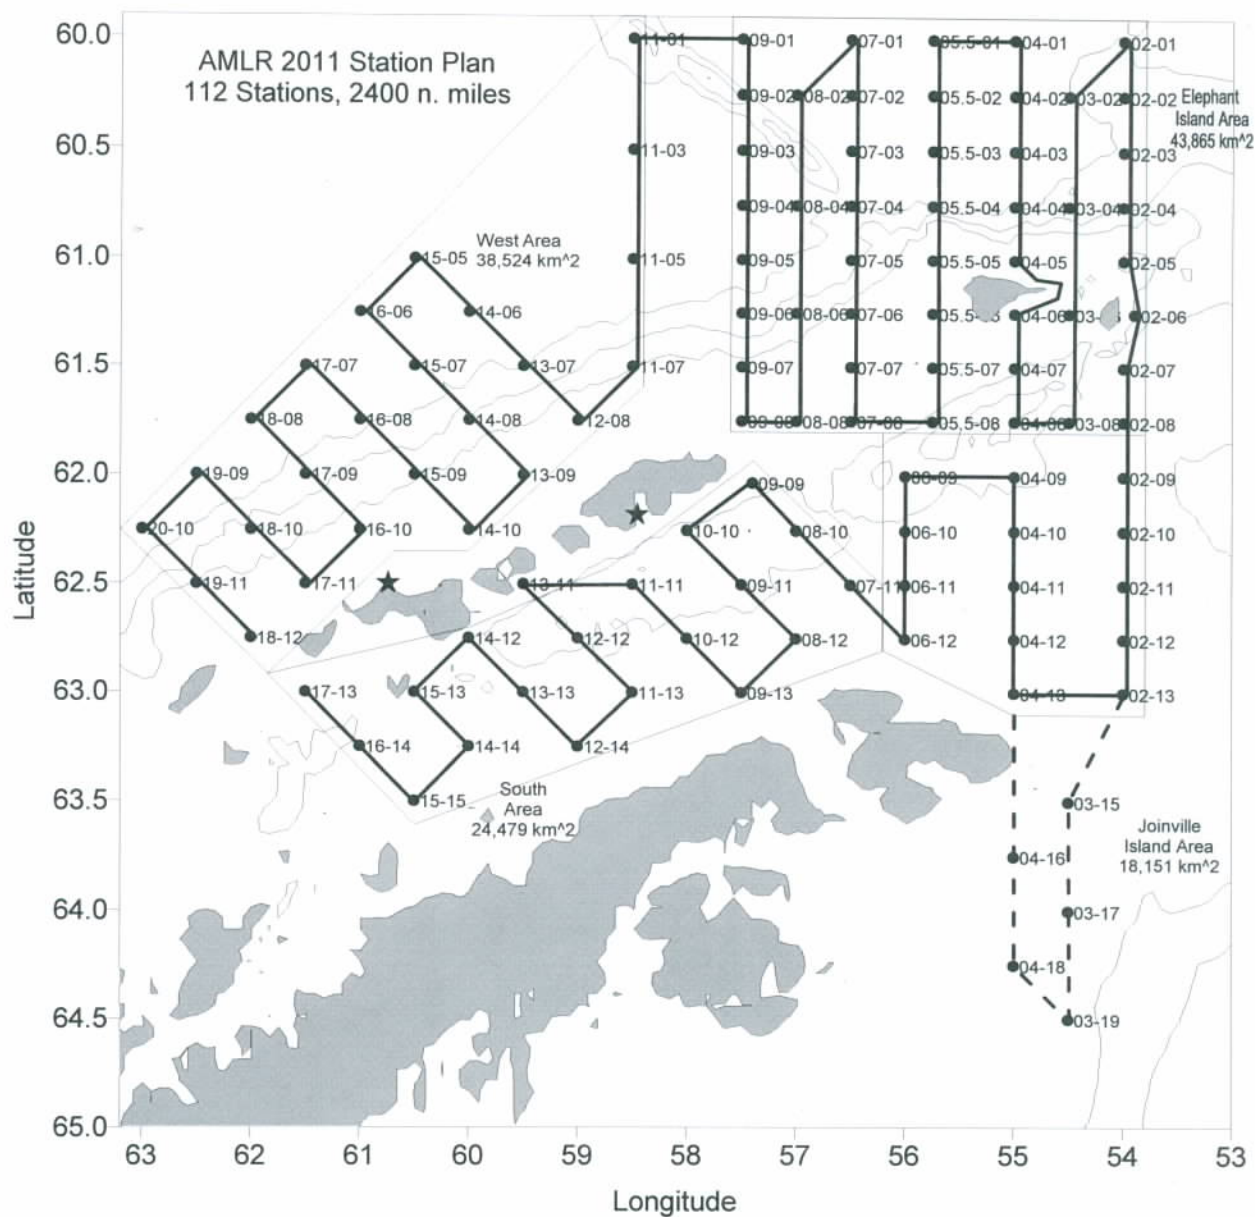 AMLR 2011 Station Plan
112 Stations, 2400 n. miles
60.0
60.5
61.0
61.5
62.0
62.5
63.0
63.5
64.0
64.5
65.0
Latitude
63 62 61 60 59 58 57 56 55 54 53
Longitude
Elephant
Island Area
43,865 km^2
West Area
38,524 km^2
South
Area
24,479 km^2
Joinville
Island Area
18,151 km^2
11-01 09-01 07-01 05.5-01 04-01 02-01
09-02 08-02 07-02 05.5-02 04-02 03-02 02-02
11-03 09-03 07-03 05.5-03 04-03 02-03
09-04 08-04 07-04 05.5-04 04-04 03-04 02-04
15-05 11-05 09-05 07-05 05.5-05 04-05 02-05
16-06 14-06 09-06 08-06 07-06 04-06 02-06
17-07 15-07 13-07 11-07 09-07 07-07 05.5-07 04-07 02-07
18-08 16-08 14-08 12-08 08-08 05.5-08 03-08 02-08
19-09 17-09 15-09 13-09 09-09 04-09 02-09
20-10 18-10 16-10 14-10 10-10 08-10 06-10 04-10 02-10
19-11 17-11 13-11 11-11 09-11 07-11 06-11 04-11 02-11
18-12 14-12 12-12 10-12 08-12 06-12 04-12 02-12
17-13 15-13 13-13 11-13 09-13 04-13 02-13
16-14 14-14 12-14
15-15 03-15
04-16
03-17
04-18
03-19